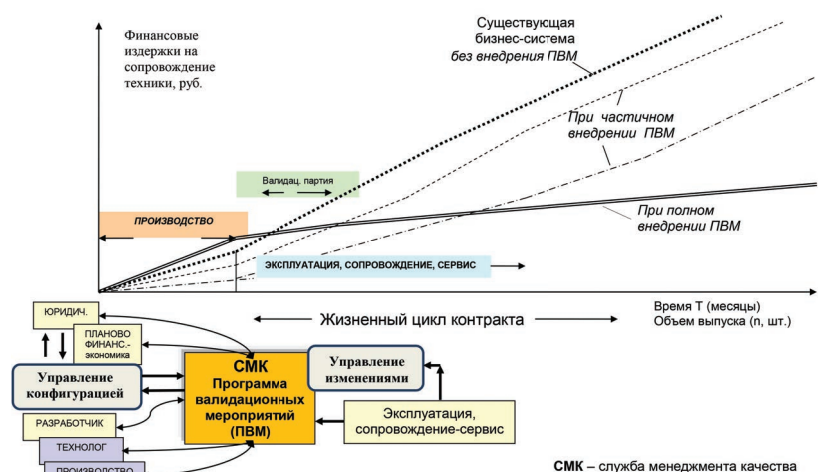 Финансовые
издержки на
сопровождение
техники, руб.
Существующая
бизнес-система
без внедрения ПВМ
При частичном
внедрении ПВМ
Валидац. партия
ПРОИЗВОДСТВО
При полном
внедрении ПВМ
ЭКСПЛУАТАЦИЯ, СОПРОВОЖДЕНИЕ, СЕРВИС
Время T (месяцы)
Объем выпуска (n, шт.)
Жизненный цикл контракта
ЮРИДИЧ.
ПЛАНОВО
ФИНАНС.-
экономика
Управление
конфигурацией
СМК
Программа
валидационных
мероприятий
(ПВМ)
Управление
изменениями
Эксплуатация,
сопровождение-сервис
РАЗРАБОТЧИК
ТЕХНОЛОГ
ПРОИЗВОДСТВО
СМК – служба менеджмента качества